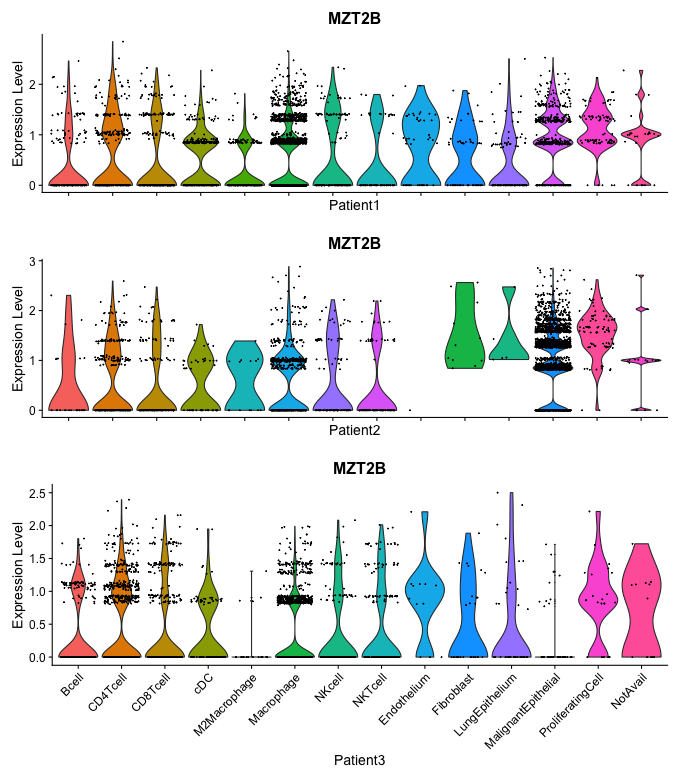 MZT2B
Expression Level
2
1
0
Patient1
MZT2B
Expression Level
3
2
1
0
Patient2
MZT2B
Expression Level
2.5
2.0
1.5
1.0
0.5
0.0
Bcell
CD4Tcell
CD8Tcell
cDC
M2Macrophage
Macrophage
NKcell
NKTcell
Endothelium
Fibroblast
LungEpithelium
MalignantEpithelial
ProliferatingCell
NotAvail
Patient3